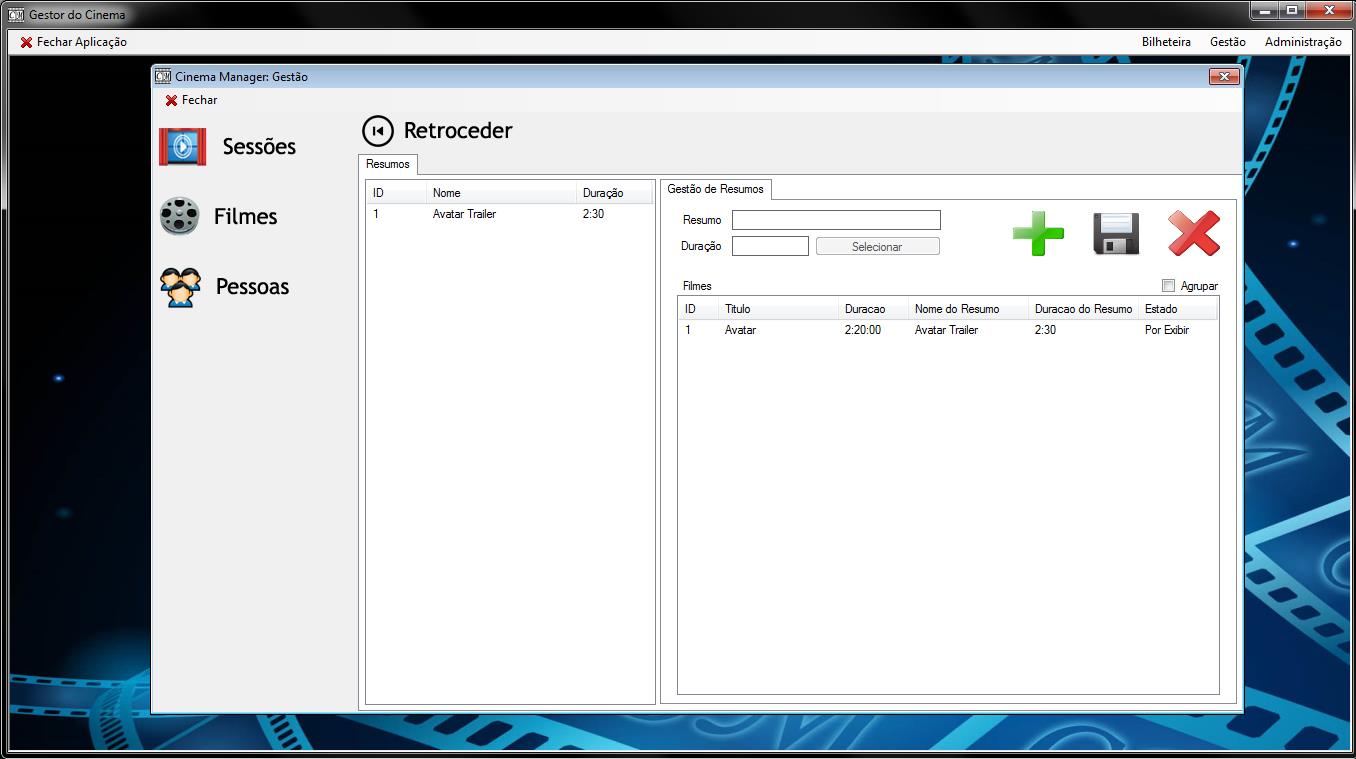 Gestor do Cinema
Fechar Aplicação
Bilheteira Gestão Administração
Cinema Manager: Gestão
Fechar
Sessões
Filmes
Pessoas
Retroceder
Resumos
ID Nome Duração
1 Avatar Trailer 2:30
Gestão de Resumos
Resumo
Duração Selecionar
Filmes Agrupar
ID Titulo Duracao Nome do Resumo Duracao do Resumo Estado
1 Avatar 2:20:00 Avatar Trailer 2:30 Por Exibir